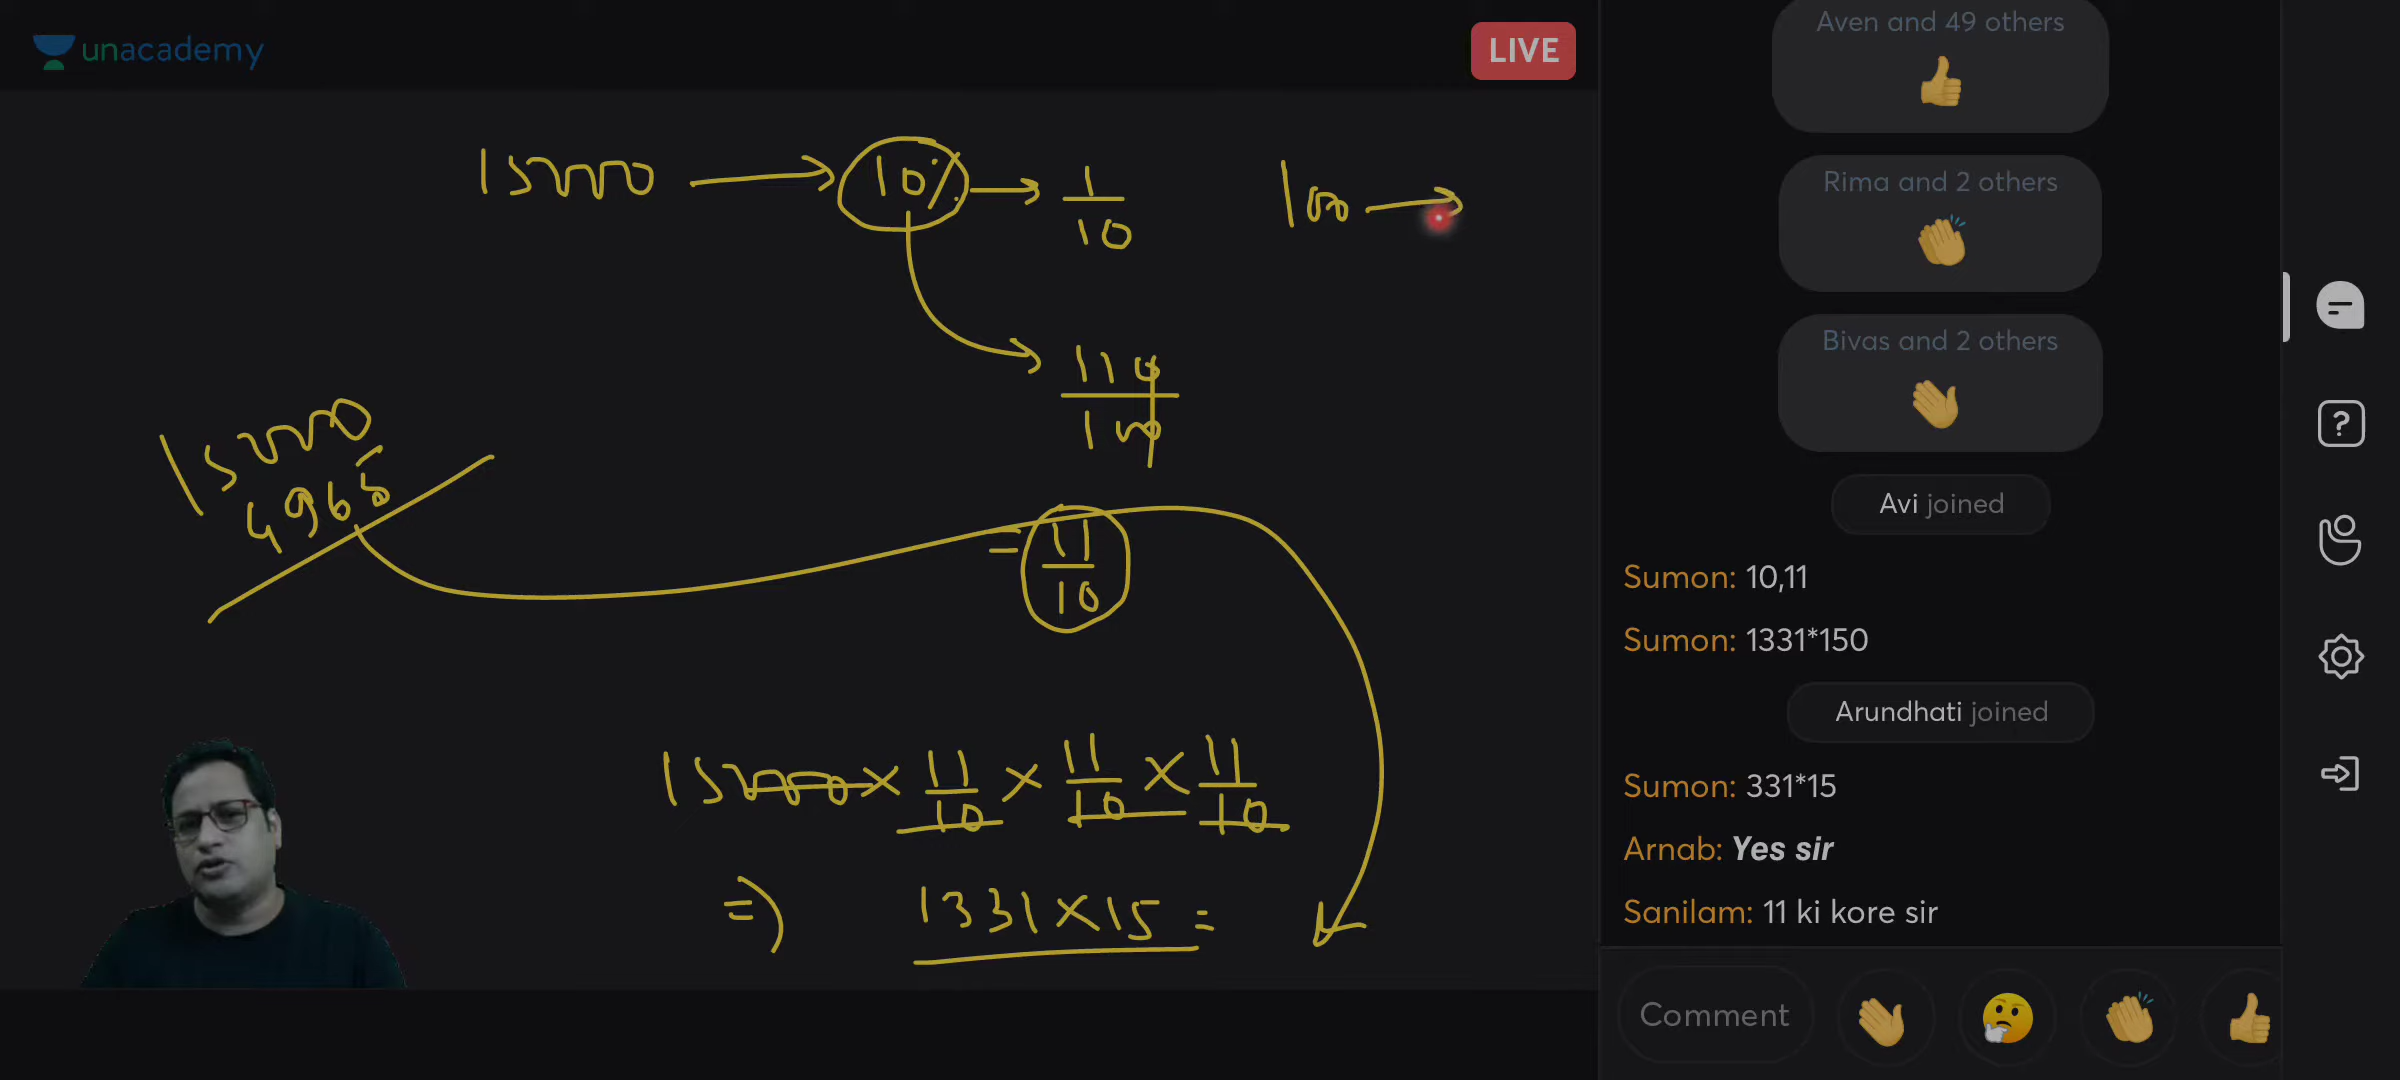 unacademy
LIVE
15000 → 10% → 1/10
100 →
110/100
15000
4965
= 11/10
15000 × 11/10 × 11/10 × 11/10
⇒ 1331 × 15 =
Aven and 49 others
Rima and 2 others
Bivas and 2 others
Avi joined
Sumon: 10,11
Sumon: 1331*150
Arundhati joined
Sumon: 331*15
Arnab: Yes sir
Sanilam: 11 ki kore sir
Comment